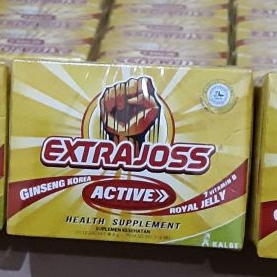 EXTRAJOSS
GINSENG KOREA
ACTIVE
7 VITAMIN B
ROYAL JELLY
HEALTH SUPPLEMENT
SUPLEMEN KESEHATAN
KALBE